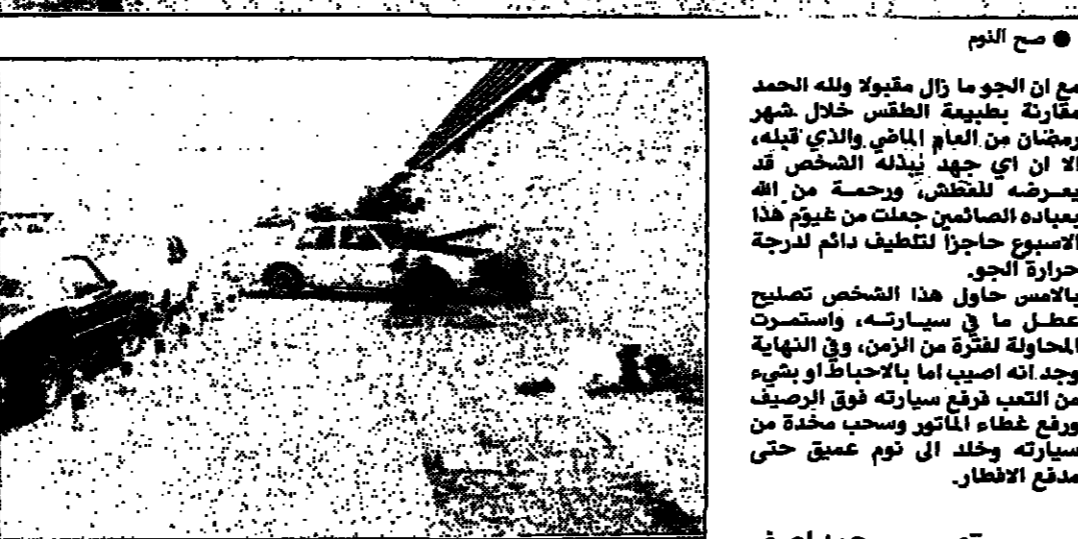 ● صح النوم
مع ان الجو ما زال مقبولا ولله الحمد
مقارنة بطبيعة الطقس خلال شهر
رمضان من العام الماضي والذي قبله،
الا ان اي جهد يبذله الشخص قد
يعرضه للعطش، ورحمة من الله
بعباده الصائمين جعلت من غيوم هذا
الاسبوع حاجزا لتلطيف دائم لدرجة
حرارة الجو.
بالامس حاول هذا الشخص تصليح
عطل ما في سيارته، واستمرت
المحاولة لفترة من الزمن، وفي النهاية
وجد انه اصيب اما بالاحباط او بشيء
من التعب فرفع سيارته فوق الرصيف
ورفع غطاء الماتور وسحب مخدة من
سيارته وخلد الى نوم عميق حتى
مدفع الافطار.